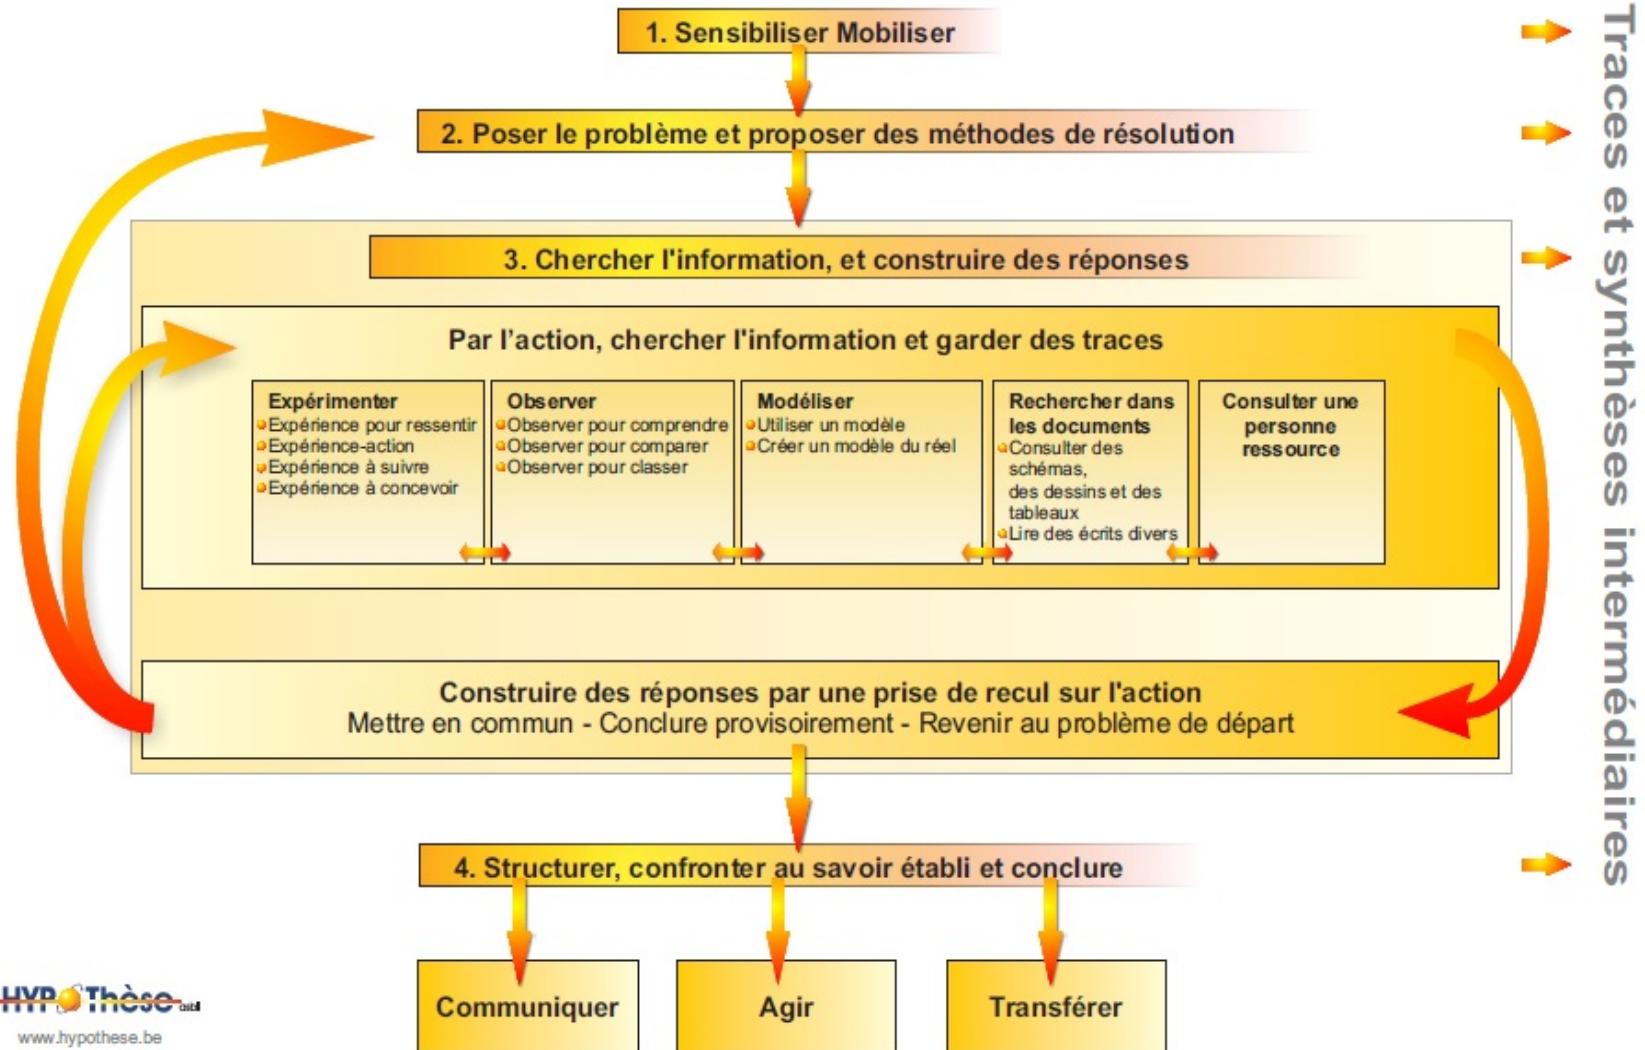 1. Sensibiliser Mobiliser
2. Poser le problème et proposer des méthodes de résolution
3. Chercher l'information, et construire des réponses
Par l’action, chercher l'information et garder des traces
Expérimenter
Expérience pour ressentir
Expérience-action
Expérience à suivre
Expérience à concevoir
Observer
Observer pour comprendre
Observer pour comparer
Observer pour classer
Modéliser
Utiliser un modèle
Créer un modèle du réel
Rechercher dans
les documents
Consulter des
schémas,
des dessins et des
tableaux
Lire des écrits divers
Consulter une
personne
ressource
Construire des réponses par une prise de recul sur l'action
Mettre en commun - Conclure provisoirement - Revenir au problème de départ
4. Structurer, confronter au savoir établi et conclure
Communiquer
Agir
Transférer
Traces et synthèses intermédiaires
HYPOThèse asbl
www.hypothese.be